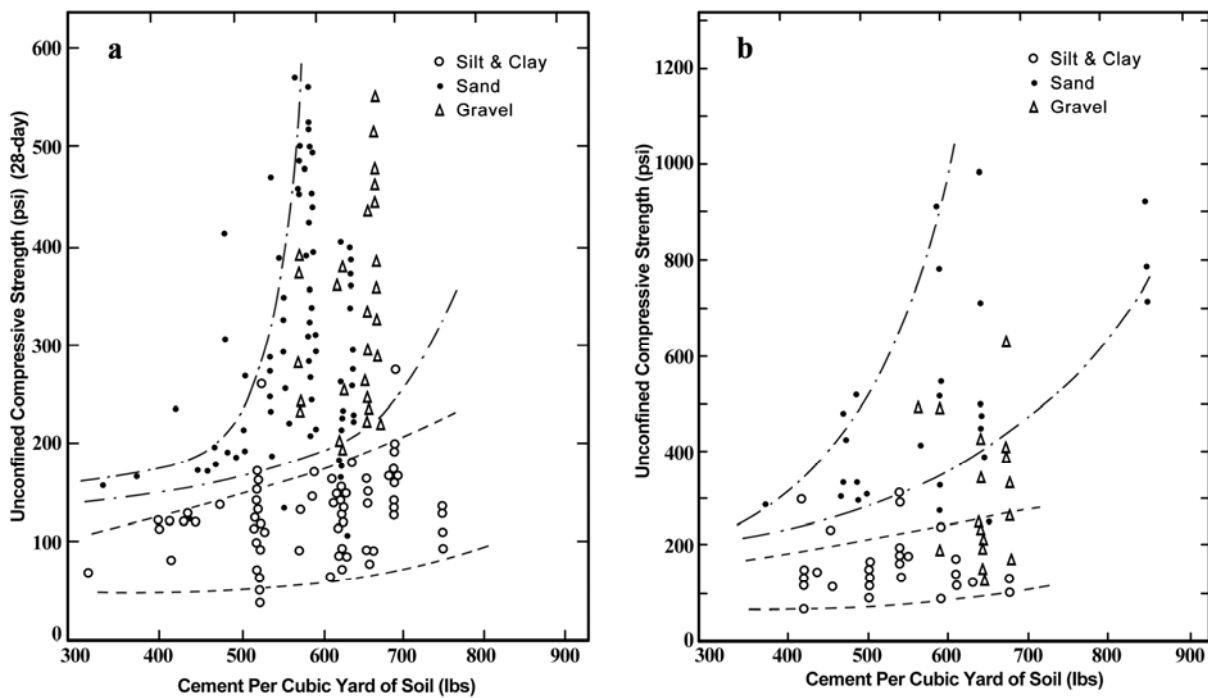 a
Unconfined Compressive Strength (psi) (28-day)
600
500
400
300
200
100
0
Silt & Clay
Sand
Gravel
300 400 500 600 700 800 900
Cement Per Cubic Yard of Soil (lbs)
b
Unconfined Compressive Strength (psi)
1200
1000
800
600
400
200
0
Silt & Clay
Sand
Gravel
300 400 500 600 700 800 900
Cement Per Cubic Yard of Soil (lbs)